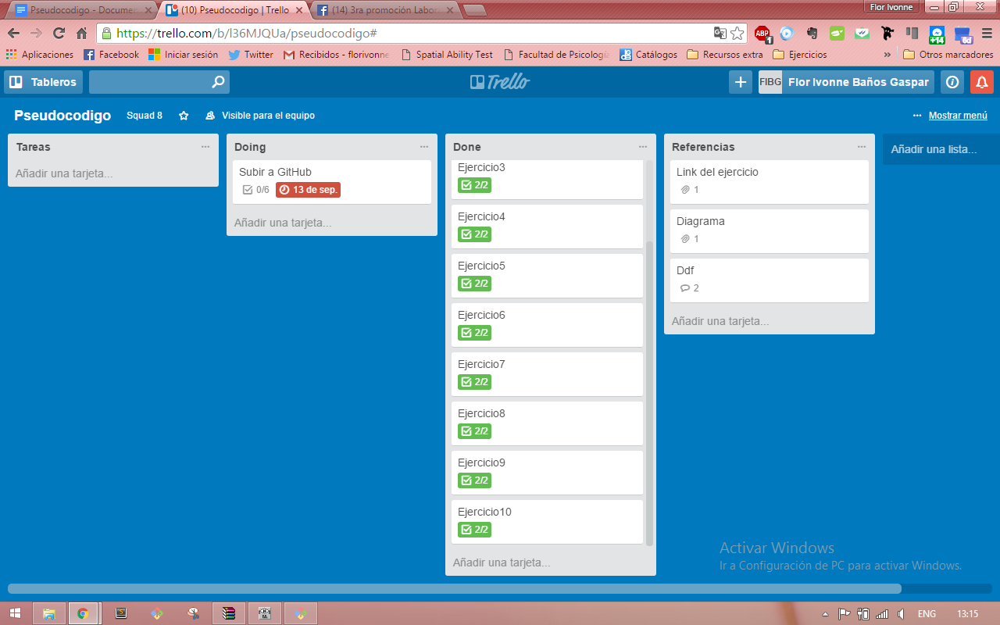 Pseudocodigo - Documen
(10) Pseudocodigo | Trello
(14) 3ra promoción Labor
Flor Ivonne
https://trello.com/b/l36MJQUa/pseudocodigo#
ABP
1
+14
6d
Aplicaciones
Facebook
Iniciar sesión
Twitter
Recibidos - florivonne
Spatial Ability Test
Facultad de Psicología
Catálogos
Recursos extra
Ejercicios
»
Otros marcadores
Tableros
Trello
FIBG
Flor Ivonne Baños Gaspar
Pseudocodigo
Squad 8
Visible para el equipo
Mostrar menú
Tareas
Añadir una tarjeta...
Doing
Subir a GitHub
0/6
13 de sep.
Añadir una tarjeta...
Done
Ejercicio3
2/2
Ejercicio4
2/2
Ejercicio5
2/2
Ejercicio6
2/2
Ejercicio7
2/2
Ejercicio8
2/2
Ejercicio9
2/2
Ejercicio10
2/2
Añadir una tarjeta...
Referencias
Link del ejercicio
1
Diagrama
1
Ddf
2
Añadir una tarjeta...
Añadir una lista...
Activar Windows
Ir a Configuración de PC para activar Windows.
ENG
13:15